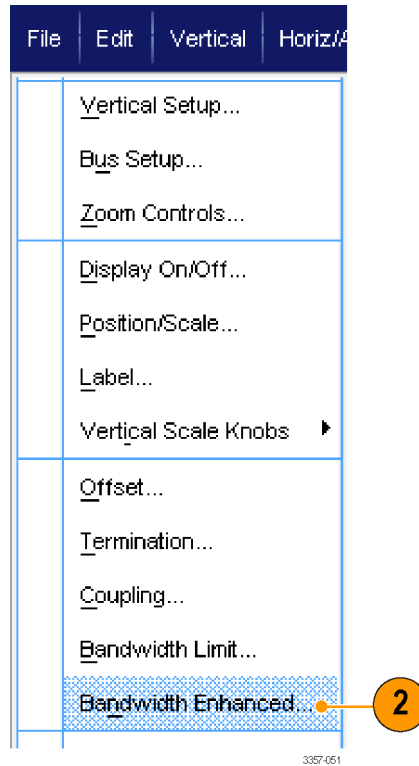 File Edit Vertical Horiz/A
Vertical Setup...
Bus Setup...
Zoom Controls...
Display On/Off...
Position/Scale...
Label...
Vertical Scale Knobs
Offset...
Termination...
Coupling...
Bandwidth Limit...
Bandwidth Enhanced...
2
3357-051